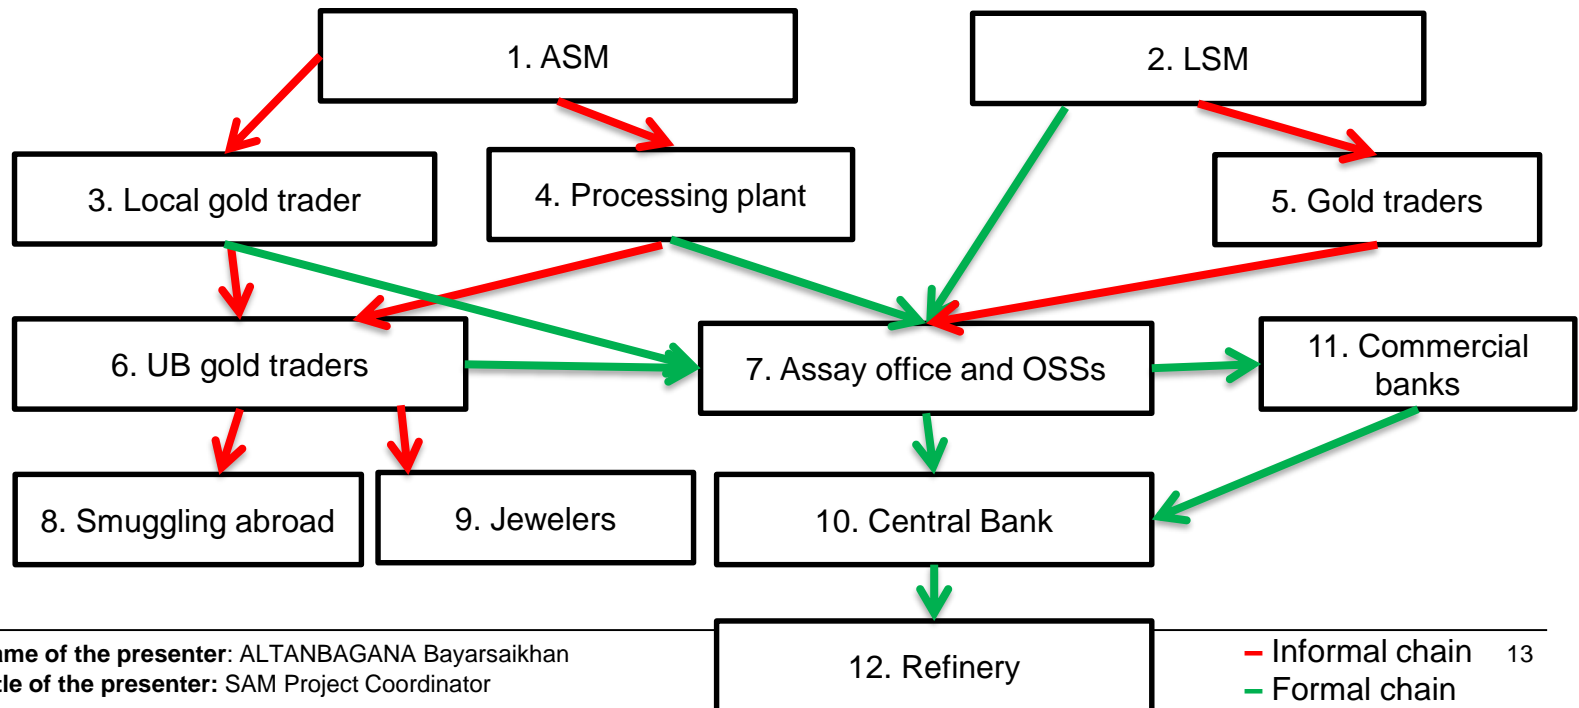 1. ASM
2. LSM
3. Local gold trader
4. Processing plant
5. Gold traders
6. UB gold traders
7. Assay office and OSSs
11. Commercial
banks
8. Smuggling abroad
9. Jewelers
10. Central Bank
12. Refinery
ame of the presenter: ALTANBAGANA Bayarsaikhan
tle of the presenter: SAM Project Coordinator
Informal chain 13
Formal chain